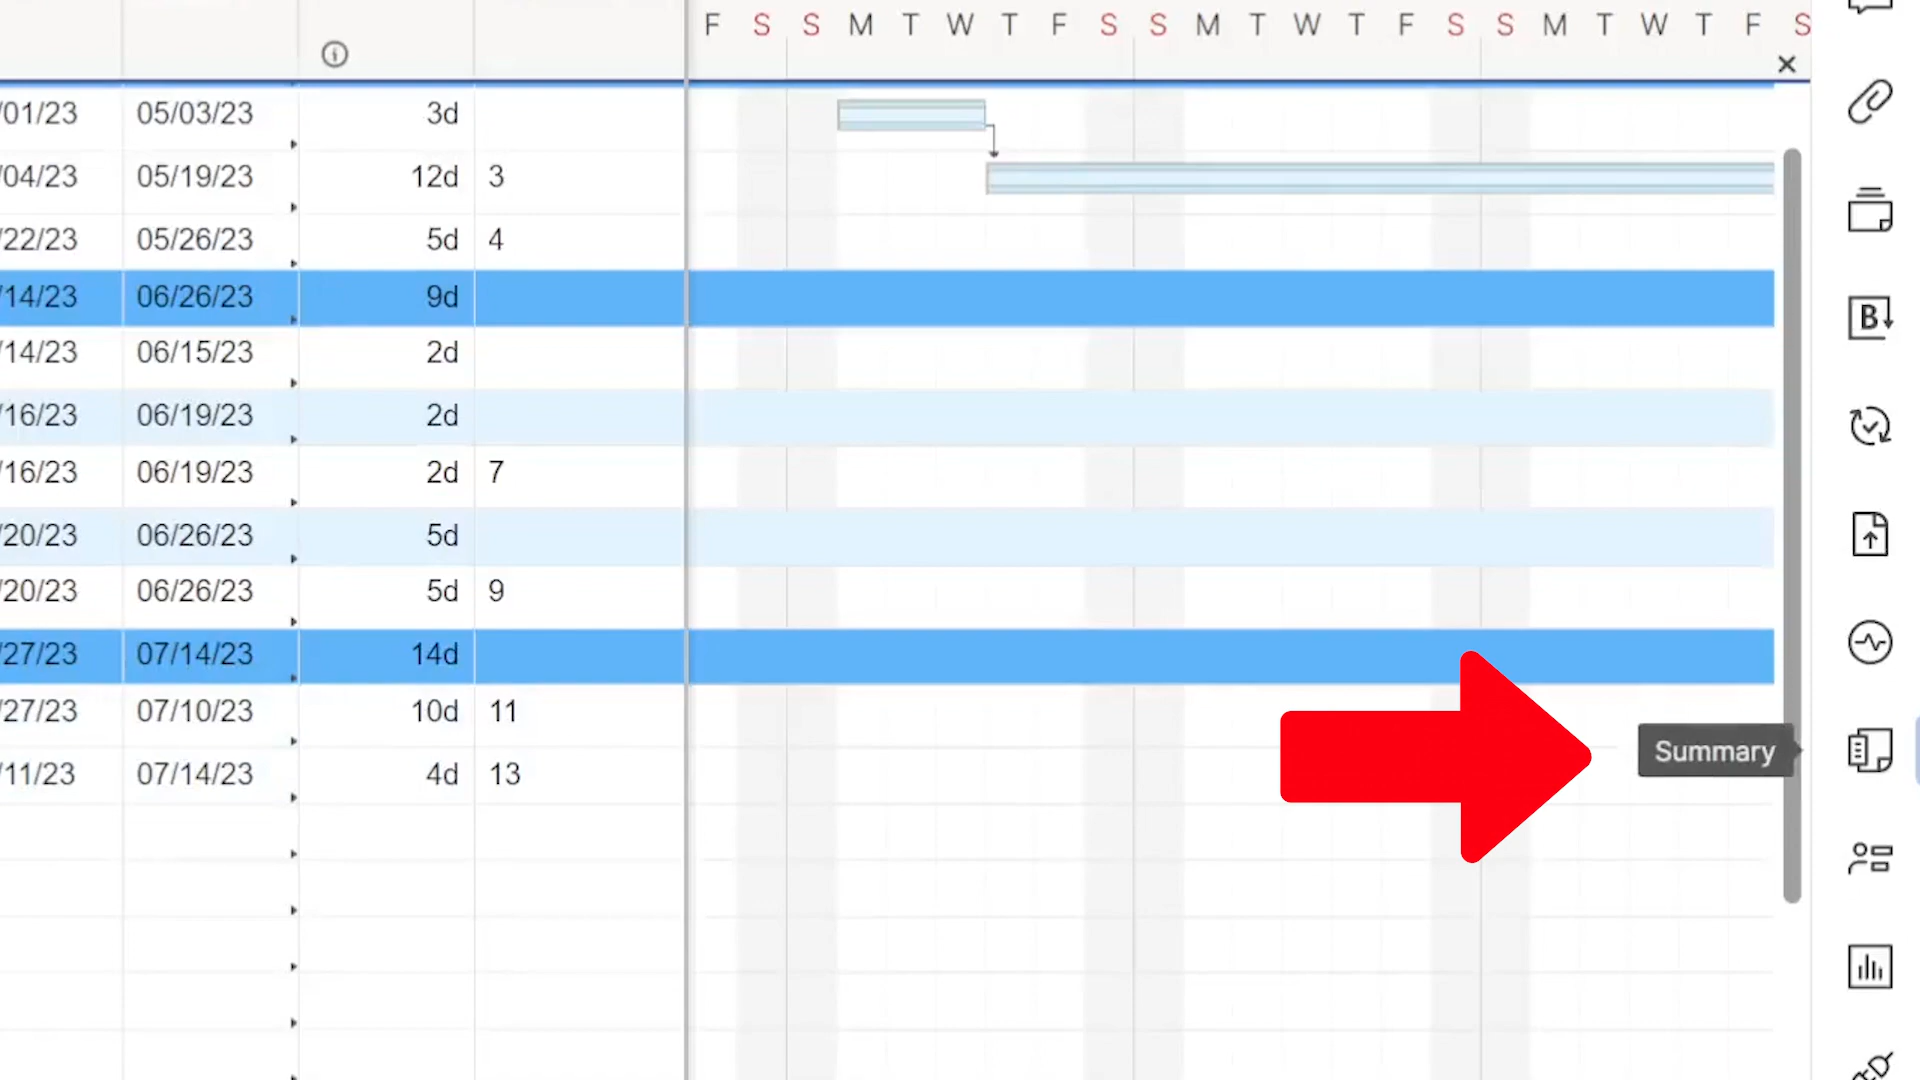 F S S M T W T F S S M T W T F S S M T W T F S
/01/23 05/03/23 3d
/04/23 05/19/23 12d 3
/22/23 05/26/23 5d 4
/14/23 06/26/23 9d
/14/23 06/15/23 2d
/16/23 06/19/23 2d
/16/23 06/19/23 2d 7
/20/23 06/26/23 5d
/20/23 06/26/23 5d 9
/27/23 07/14/23 14d
/27/23 07/10/23 10d 11
/11/23 07/14/23 4d 13
Summary
B